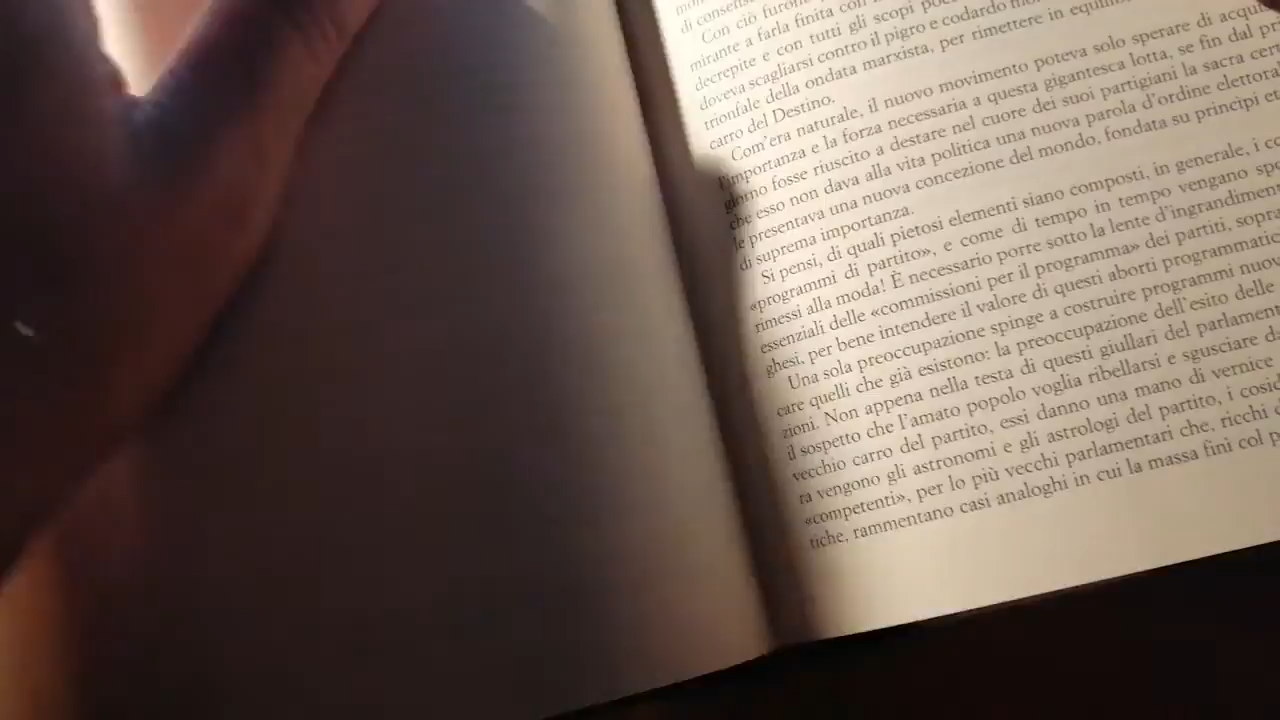 di consenso
Con ciò furono
mirante a farla finita con
decrepite e con tutti gli scopi
doveva scagliarsi contro il pigro e codardo
trionfale della ondata marxista, per rimettere in
carro del Destino.
Com'era naturale, il nuovo movimento poteva solo sperare di
l'importanza e la forza necessaria a questa gigantesca lotta, se fin dal
giorno fosse riuscito a destare nel cuore dei suoi partigiani la sacra
che esso non dava alla vita politica una nuova parola d'ordine
le presentava una nuova concezione del mondo, fondata su principi
di suprema importanza.
Si pensi, di quali pietosi elementi siano composti, in generale, i
«programmi di partito», e come di tempo in tempo vengano
rimessi alla moda! È necessario porre sotto la lente
essenziali delle «commissioni per il programma» dei partiti,
ghesi, per bene intendere il valore di questi aborti
Una sola preoccupazione spinge a costruire programmi
care quelli che già esistono: la preoccupazione dell'esito delle
zioni. Non appena nella testa di questi giullari del
il sospetto che l'amato popolo voglia ribellarsi e sgusciare
vecchio carro del partito, essi danno una mano di vernice
ra vengono gli astronomi e gli astrologi del partito, i
«competenti», per lo più vecchi parlamentari che, ricchi
tiche, rammentano casi analoghi in cui la massa finì col